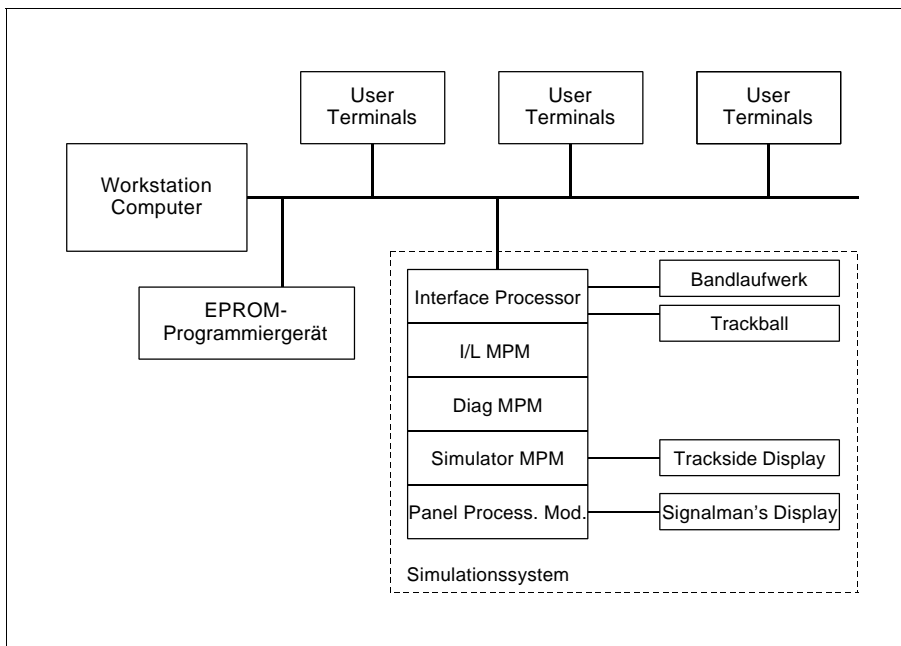 User
Terminals
User
Terminals
User
Terminals
Workstation
Computer
EPROM-
Programmiergerät
Interface Processor
Bandlaufwerk
Trackball
I/L MPM
Diag MPM
Simulator MPM
Trackside Display
Panel Process. Mod.
Signalman's Display
Simulationssystem